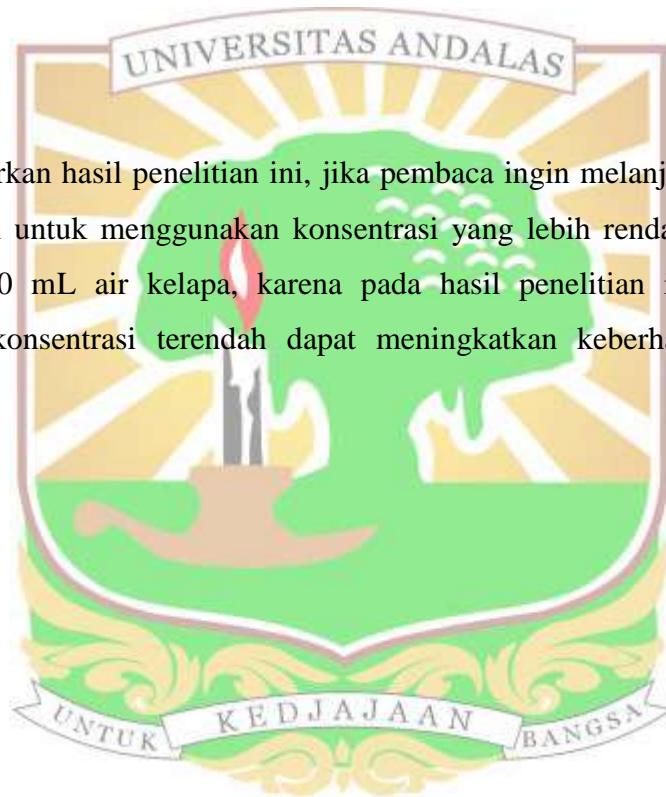 UNIVERSITAS ANDALAS
rkan hasil penelitian ini, jika pembaca ingin melanj
untuk menggunakan konsentrasi yang lebih renda
0 mL air kelapa, karena pada hasil penelitian
konsentrasi terendah dapat meningkatkan keberha
UNTUK KEDJAJAAN BANGSA